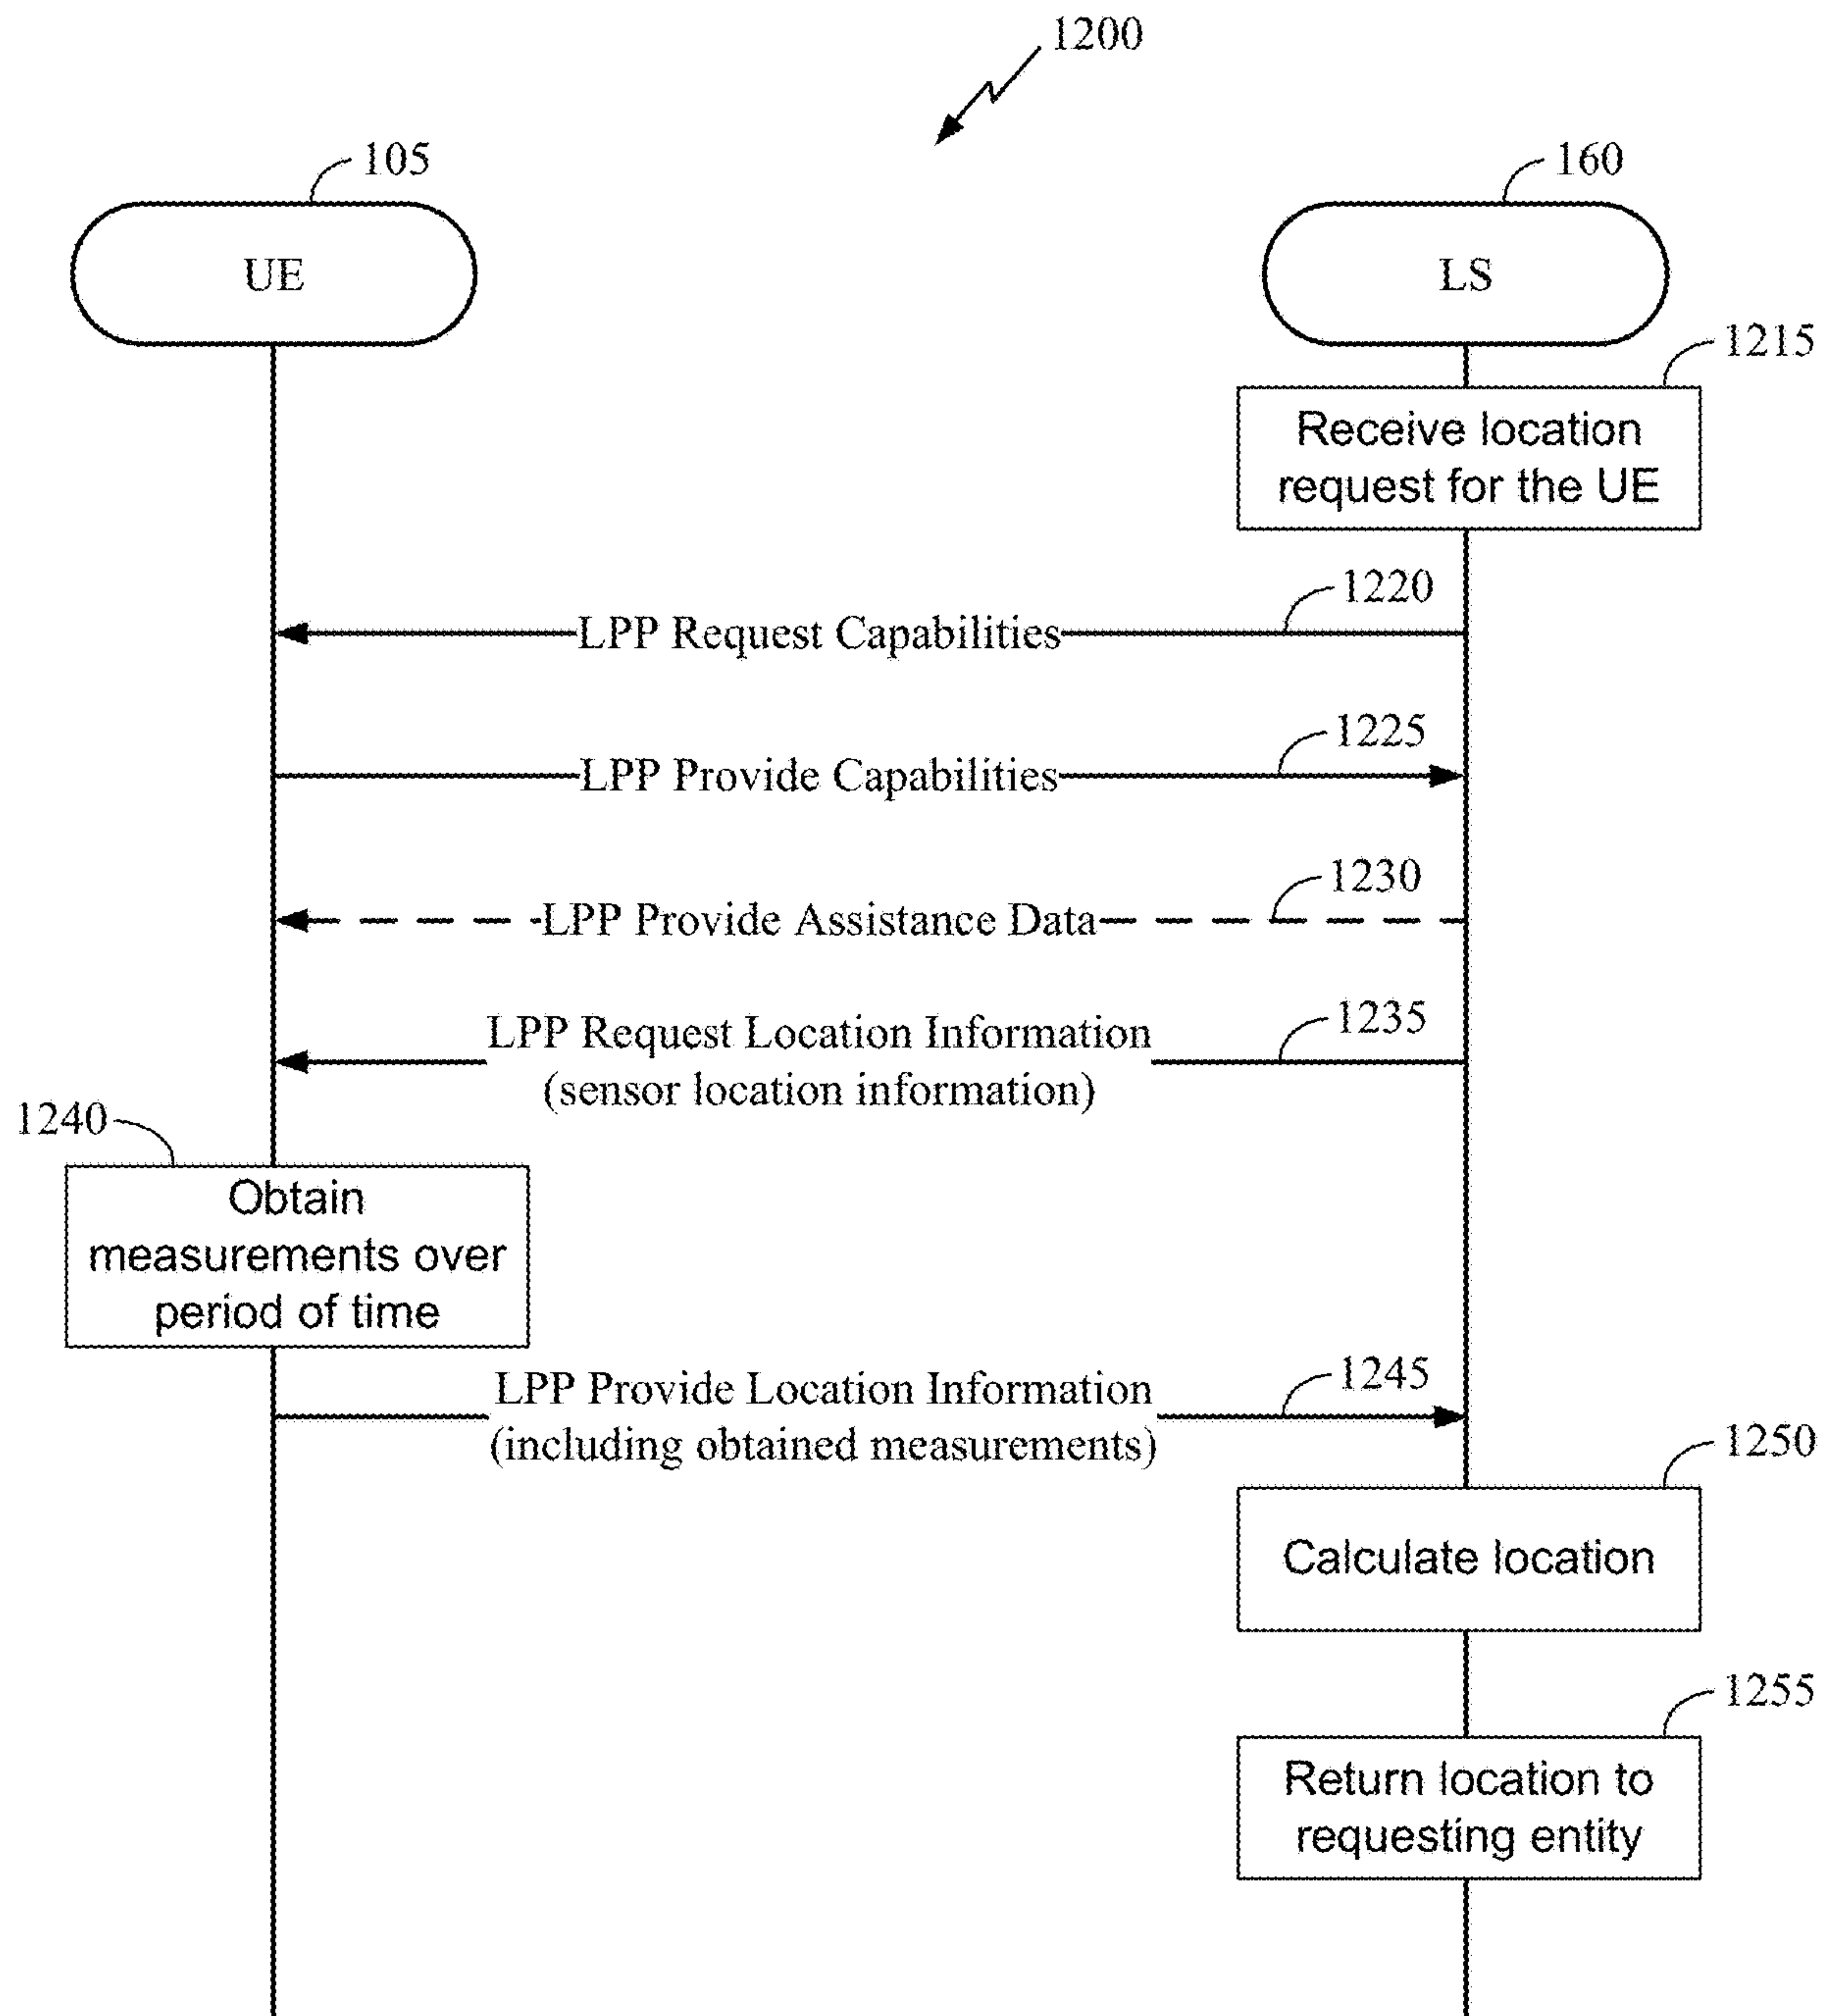 1200
105
160
UE
LS
1215
Receive location
request for the UE
1220
LPP Request Capabilities
1225
LPP Provide Capabilities
1230
LPP Provide Assistance Data
1235
LPP Request Location Information
(sensor location information)
1240
Obtain
measurements over
period of time
1245
LPP Provide Location Information
(including obtained measurements)
1250
Calculate location
1255
Return location to
requesting entity